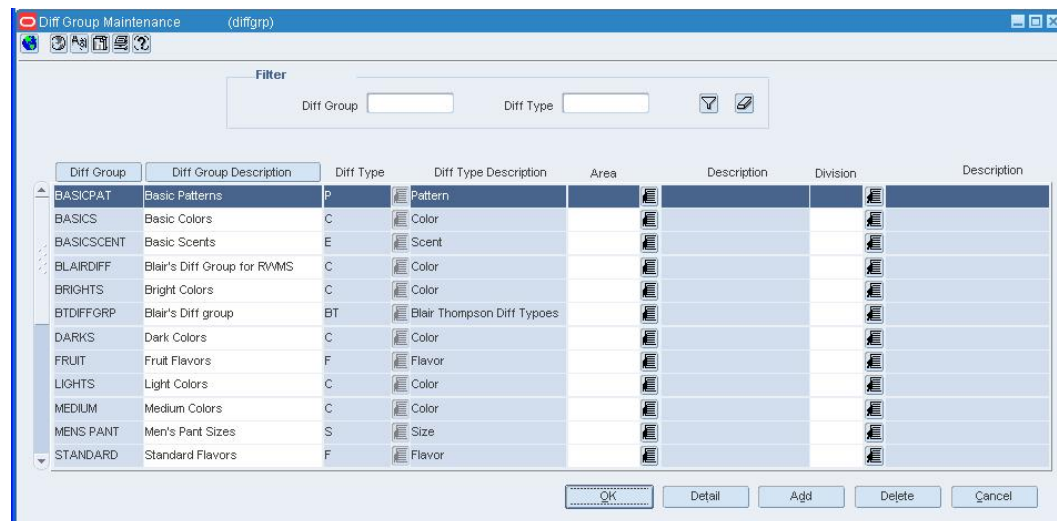 Diff Group Maintenance (diffgrp)
Filter
Diff Group Diff Type
Diff Group Diff Group Description Diff Type Diff Type Description Area Description Division Description
BASICPAT Basic Patterns P Pattern
BASICS Basic Colors C Color
BASICSCENT Basic Scents E Scent
BLAIRDIFF Blair's Diff Group for RWMS C Color
BRIGHTS Bright Colors C Color
BTDIFFGRP Blair's Diff group BT Blair Thompson Diff Typoes
DARKS Dark Colors C Color
FRUIT Fruit Flavors F Flavor
LIGHTS Light Colors C Color
MEDIUM Medium Colors C Color
MENS PANT Men's Pant Sizes S Size
STANDARD Standard Flavors F Flavor
OK Detail Add Delete Cancel